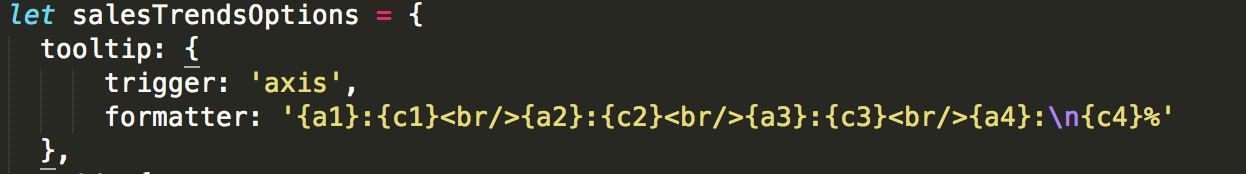 let salesTrendsOptions = {
tooltip: {
trigger: 'axis',
formatter: '{a1}:{c1}<br/>{a2}:{c2}<br/>{a3}:{c3}<br/>{a4}:\n{c4}%'
},